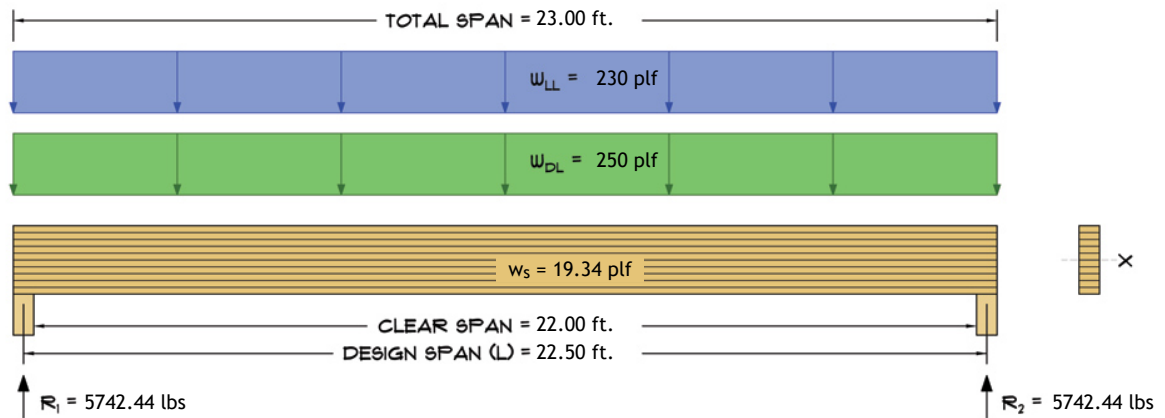 TOTAL SPAN = 23.00 ft.
wLL = 230 plf
wDL = 250 plf
ws = 19.34 plf
X
CLEAR SPAN = 22.00 ft.
DESIGN SPAN (L) = 22.50 ft.
R1 = 5742.44 lbs
R2 = 5742.44 lbs